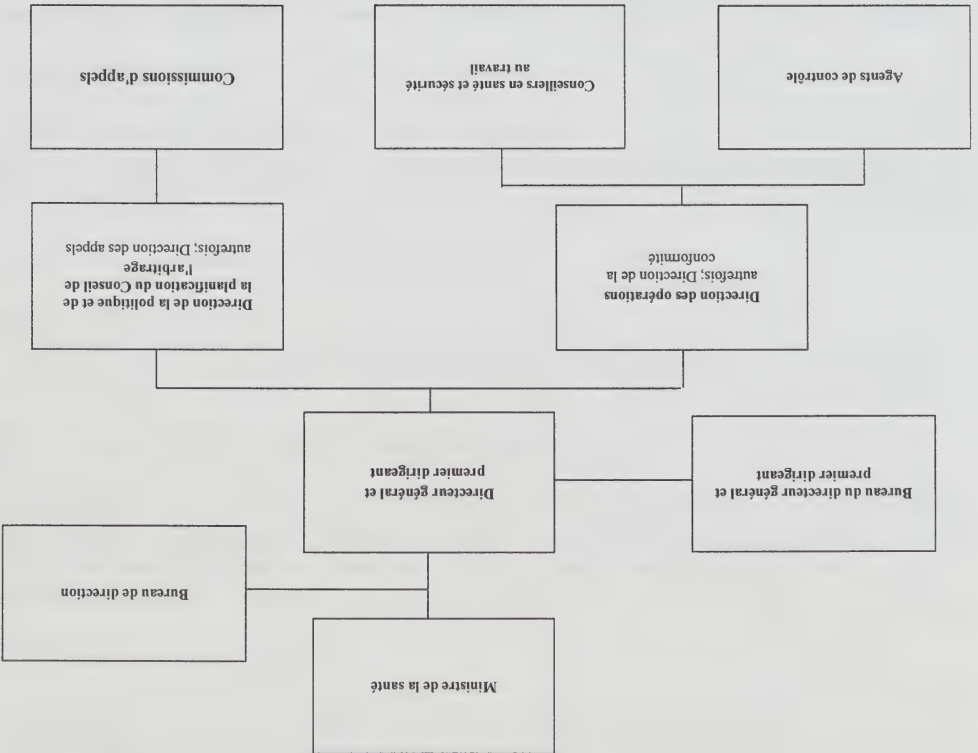 Ministre de la santé
Bureau de direction
Bureau du directeur général et
premier dirigeant
Directeur général et
premier dirigeant
Direction des opérations
autrefois; Direction de la
conformité
Direction de la politique et de
la planification du Conseil de
l'arbitrage
autrefois; Direction des appels
Agents de contrôle
Conseillers en santé et sécurité
au travail
Commissions d'appels